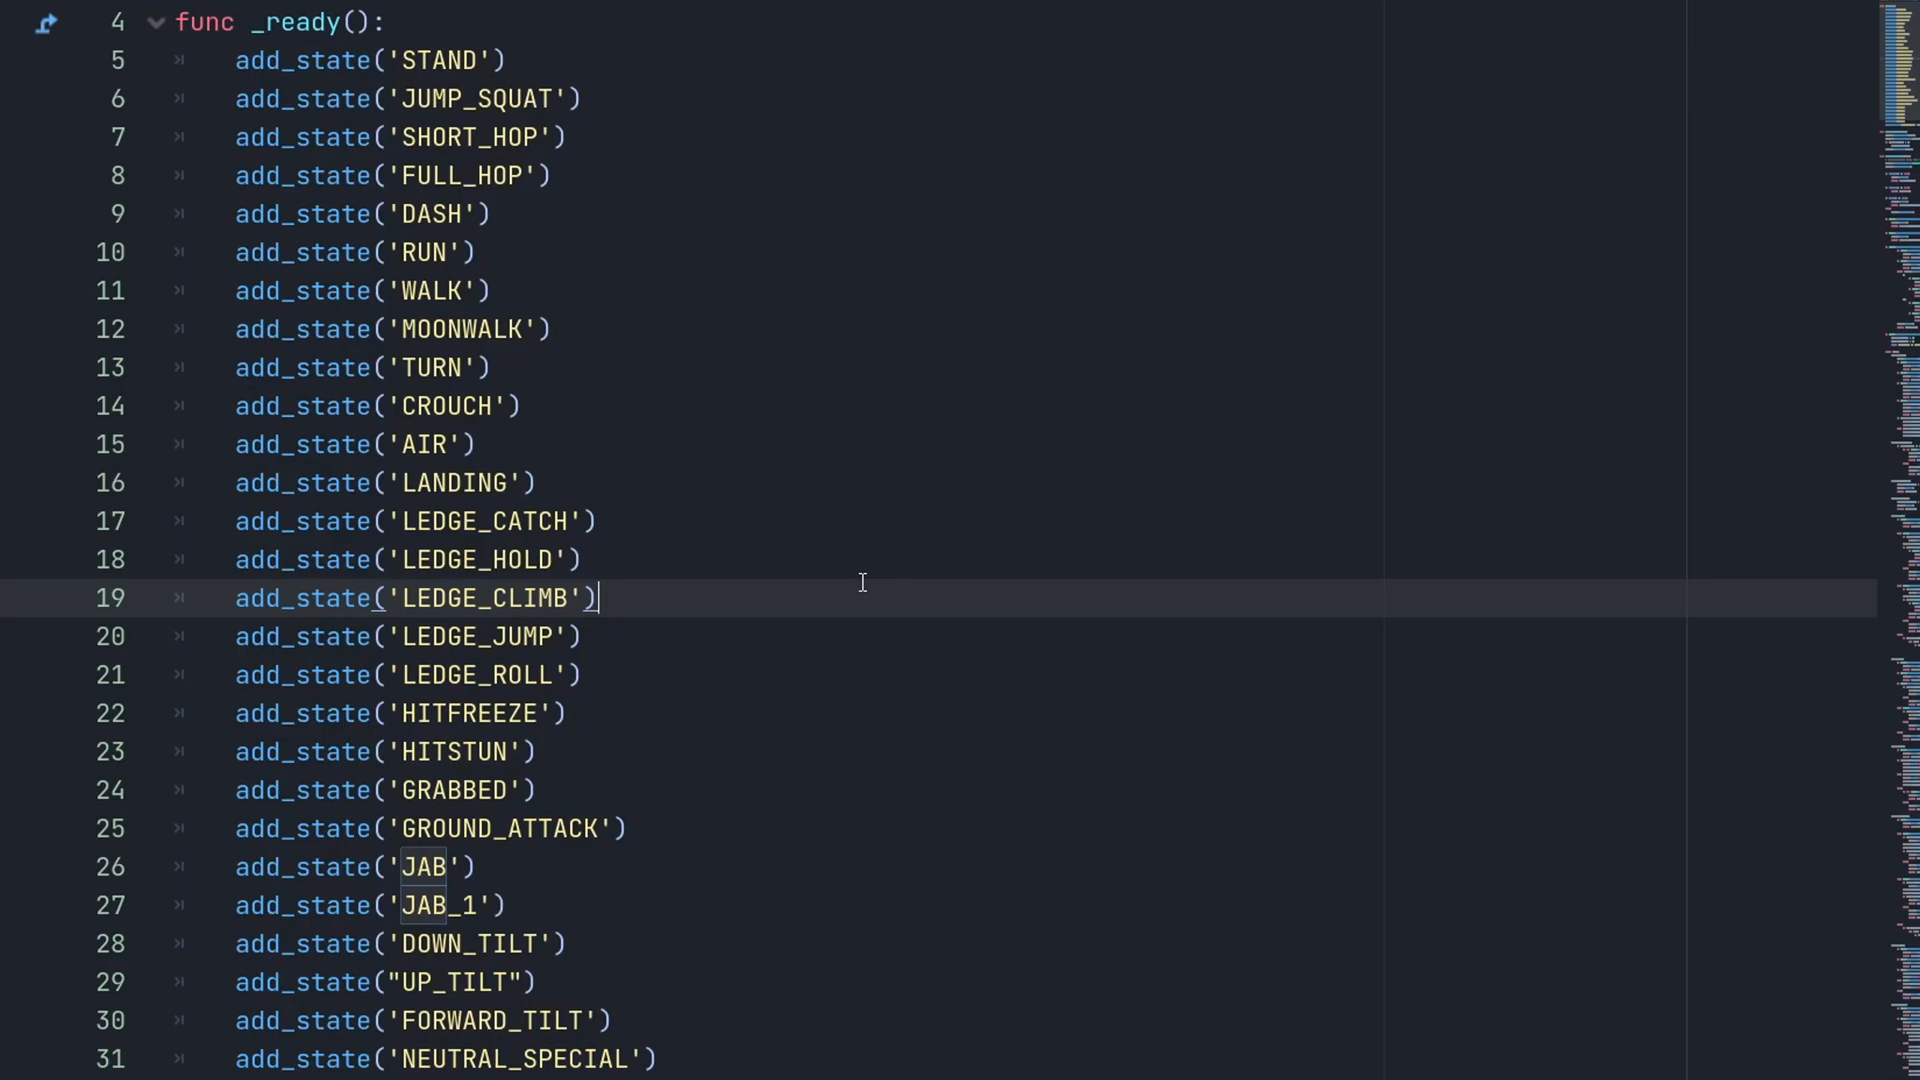 4 func _ready():
5 add_state('STAND')
6 add_state('JUMP_SQUAT')
7 add_state('SHORT_HOP')
8 add_state('FULL_HOP')
9 add_state('DASH')
10 add_state('RUN')
11 add_state('WALK')
12 add_state('MOONWALK')
13 add_state('TURN')
14 add_state('CROUCH')
15 add_state('AIR')
16 add_state('LANDING')
17 add_state('LEDGE_CATCH')
18 add_state('LEDGE_HOLD')
19 add_state('LEDGE_CLIMB')
20 add_state('LEDGE_JUMP')
21 add_state('LEDGE_ROLL')
22 add_state('HITFREEZE')
23 add_state('HITSTUN')
24 add_state('GRABBED')
25 add_state('GROUND_ATTACK')
26 add_state('JAB')
27 add_state('JAB_1')
28 add_state('DOWN_TILT')
29 add_state("UP_TILT")
30 add_state('FORWARD_TILT')
31 add_state('NEUTRAL_SPECIAL')